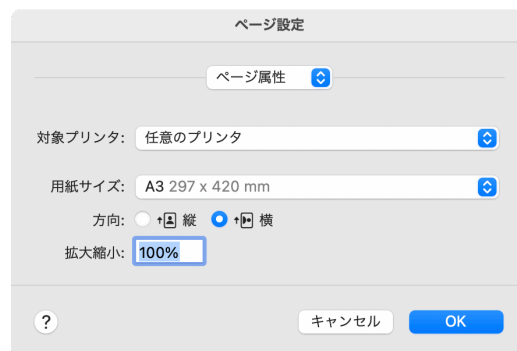 ページ設定
ページ属性
対象プリンタ: 任意のプリンタ
用紙サイズ: A3 297 x 420 mm
方向: 縦 横
拡大縮小: 100%
? キャンセル OK